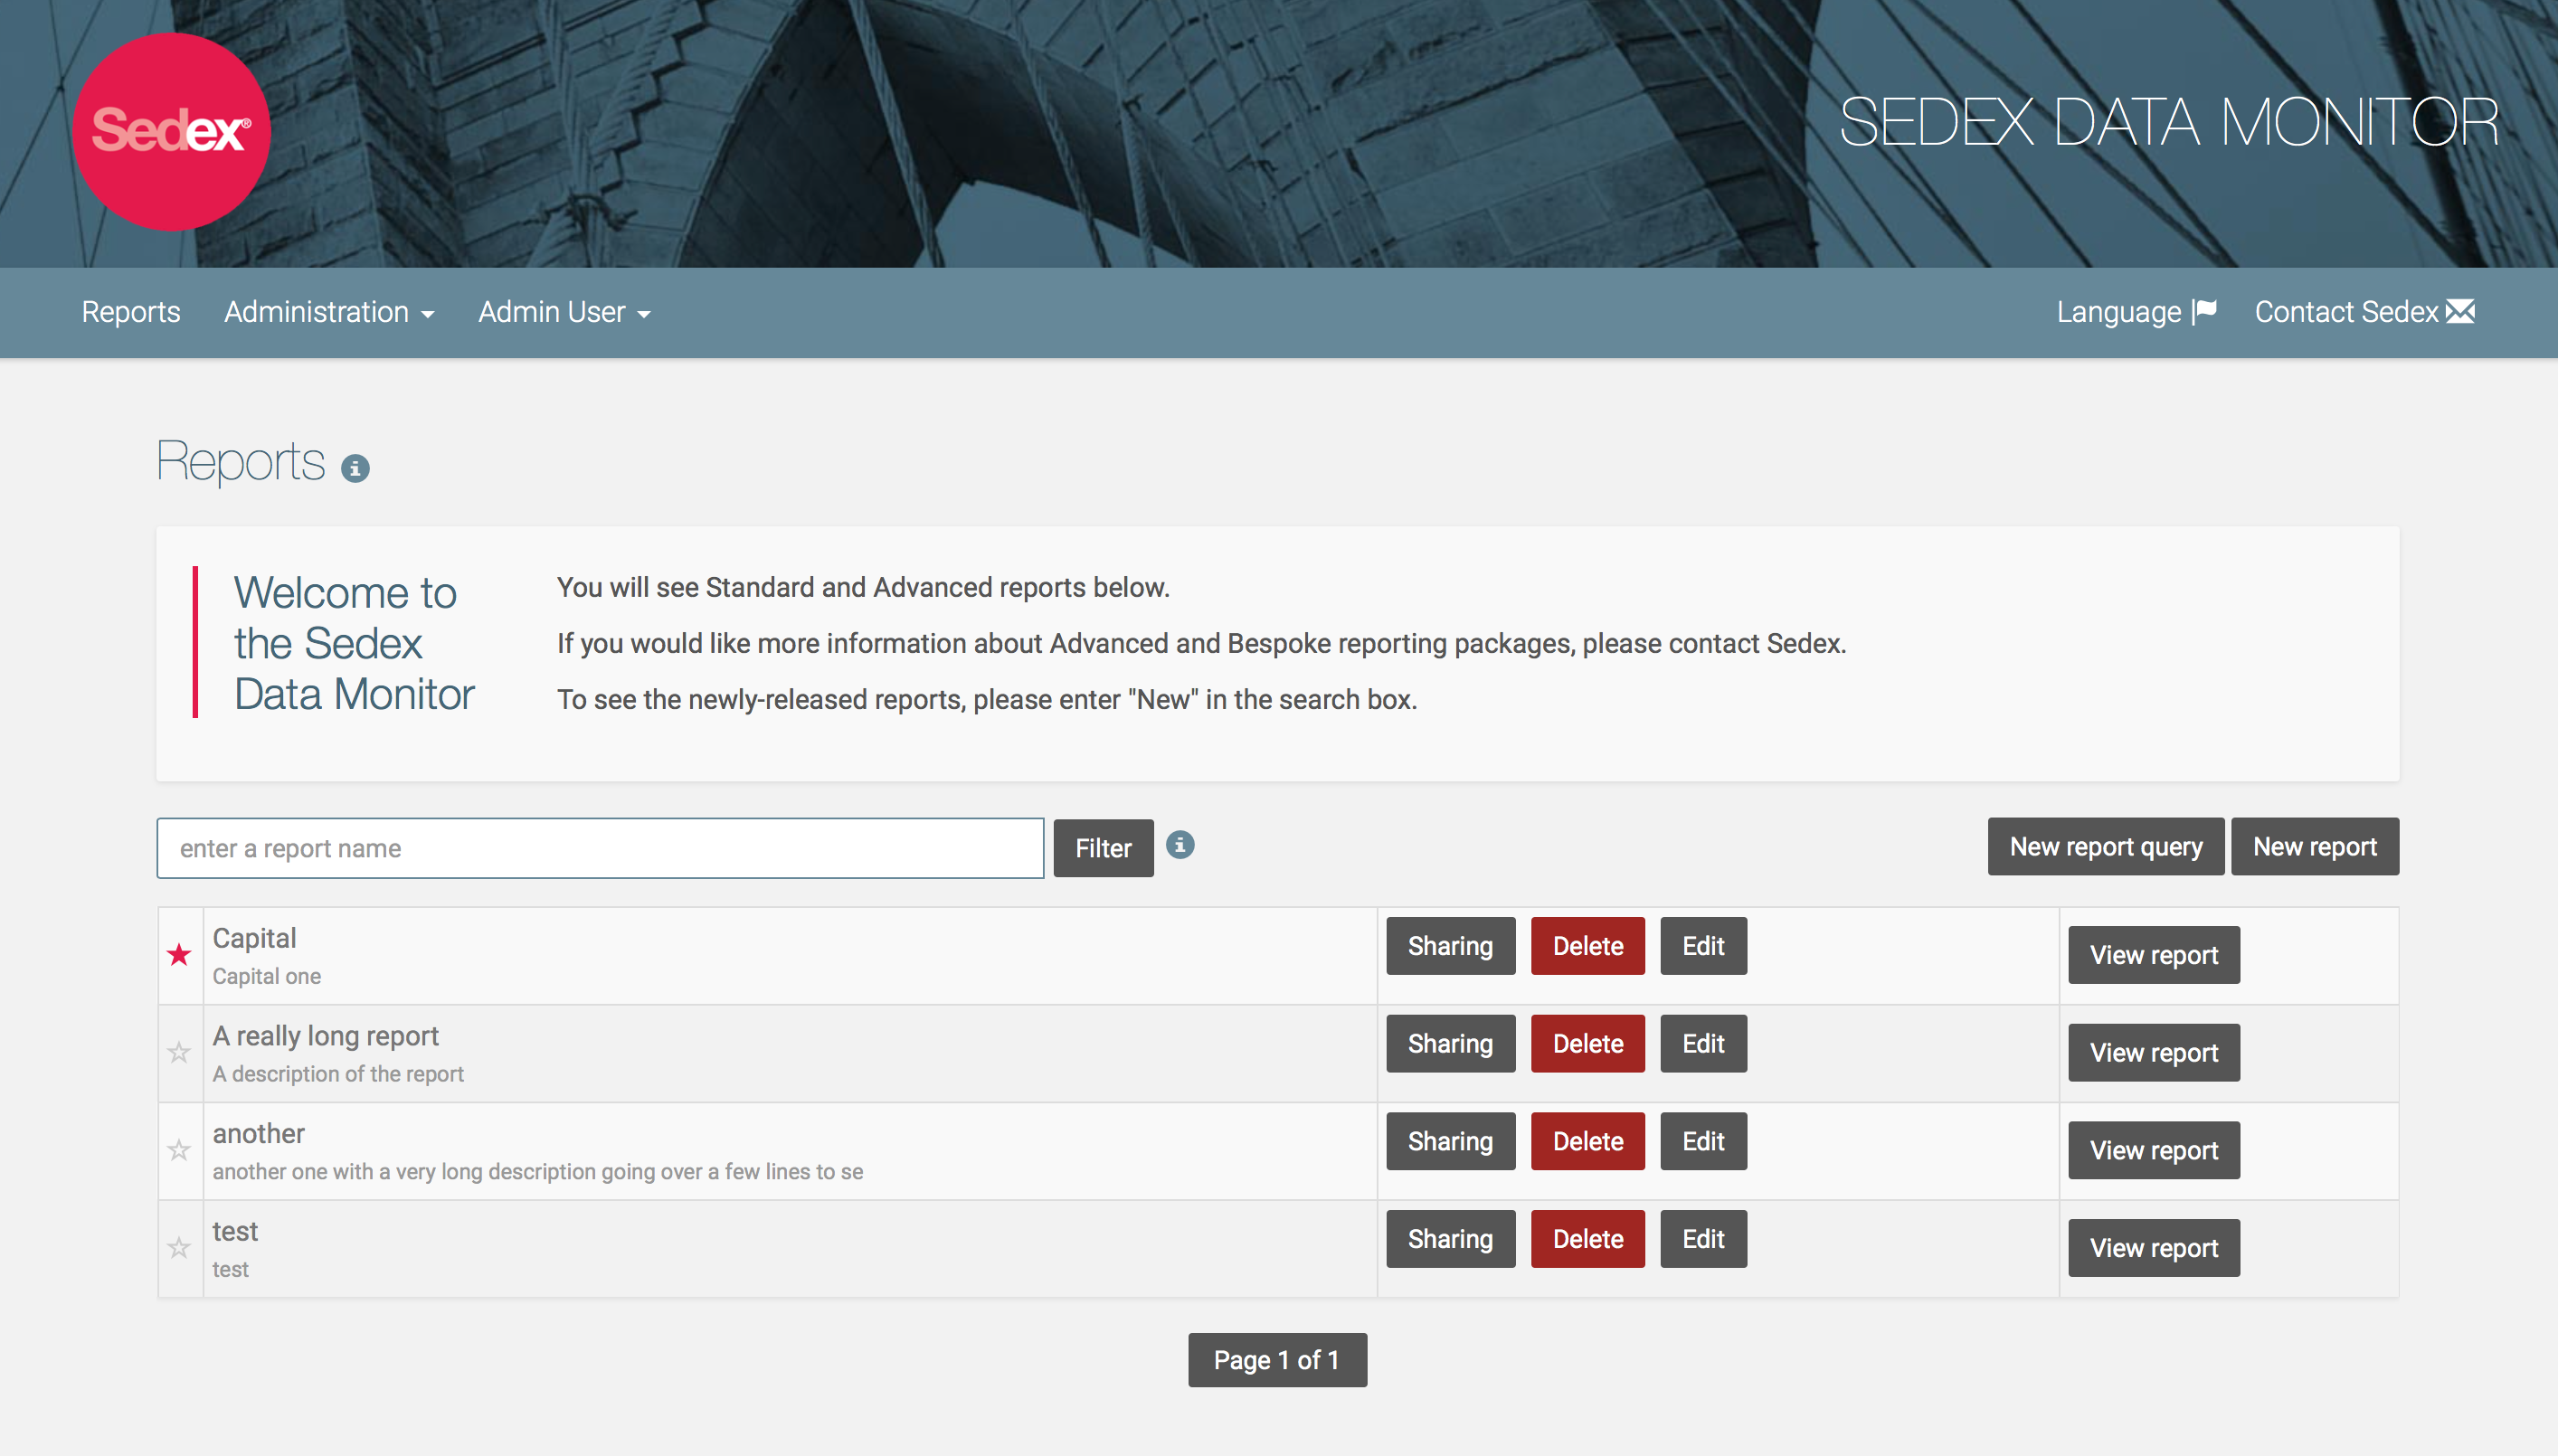 Sedex®
SEDEX DATA MONITOR
Reports Administration Admin User Language Contact Sedex
Reports
Welcome to
the Sedex
Data Monitor
You will see Standard and Advanced reports below.
If you would like more information about Advanced and Bespoke reporting packages, please contact Sedex.
To see the newly-released reports, please enter "New" in the search box.
enter a report name Filter New report query New report
Capital
Capital one
Sharing Delete Edit View report
A really long report
A description of the report
Sharing Delete Edit View report
another
another one with a very long description going over a few lines to se
Sharing Delete Edit View report
test
test
Sharing Delete Edit View report
Page 1 of 1